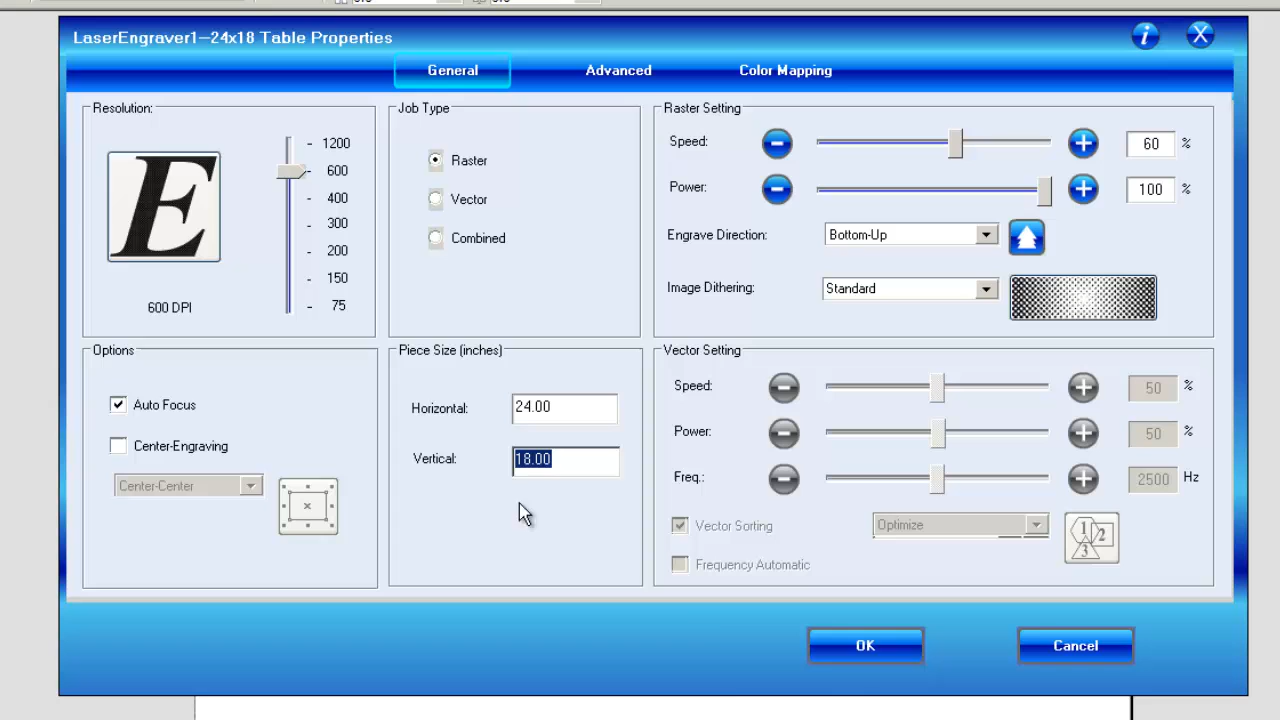 LaserEngraver1—24x18 Table Properties
i X
General Advanced Color Mapping
Resolution:
E
1200
600
400
300
200
150
75
600 DPI
Job Type
Raster
Vector
Combined
Raster Setting
Speed: 60 %
Power: 100 %
Engrave Direction: Bottom-Up
Image Dithering: Standard
Options
Auto Focus
Center-Engraving
Center-Center
x
Piece Size (inches)
Horizontal: 24.00
Vertical: 18.00
Vector Setting
Speed: 50 %
Power: 50 %
Freq.: 2500 Hz
Vector Sorting Optimize
1 2
3
Frequency Automatic
OK Cancel